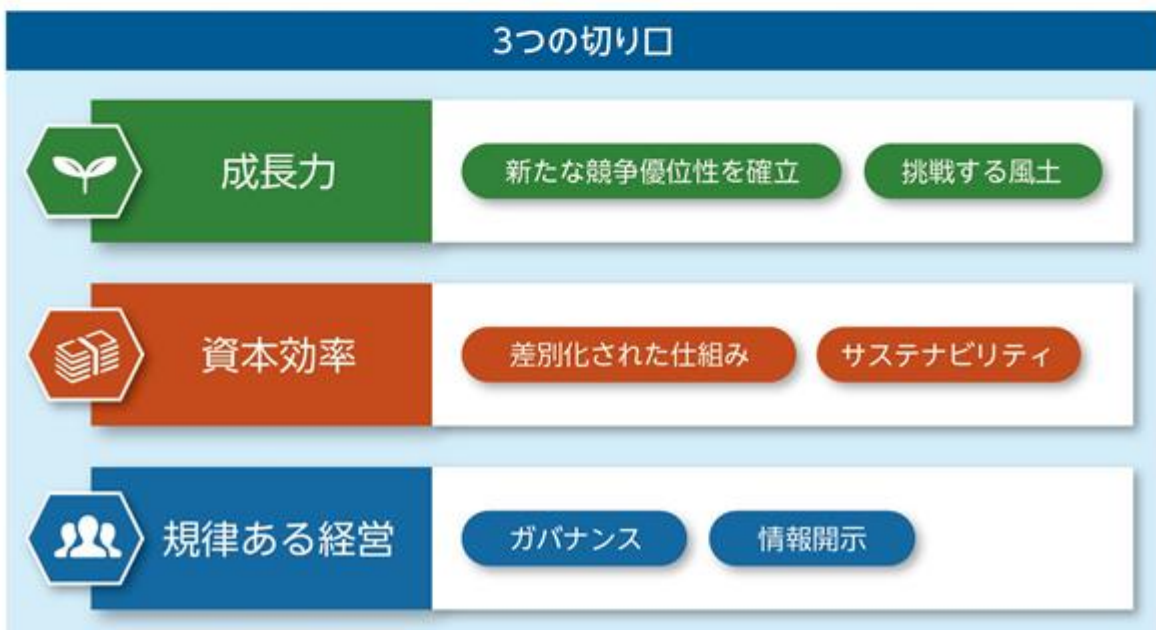 3つの切り口
成長力
新たな競争優位性を確立
挑戦する風土
資本効率
差別化された仕組み
サステナビリティ
規律ある経営
ガバナンス
情報開示